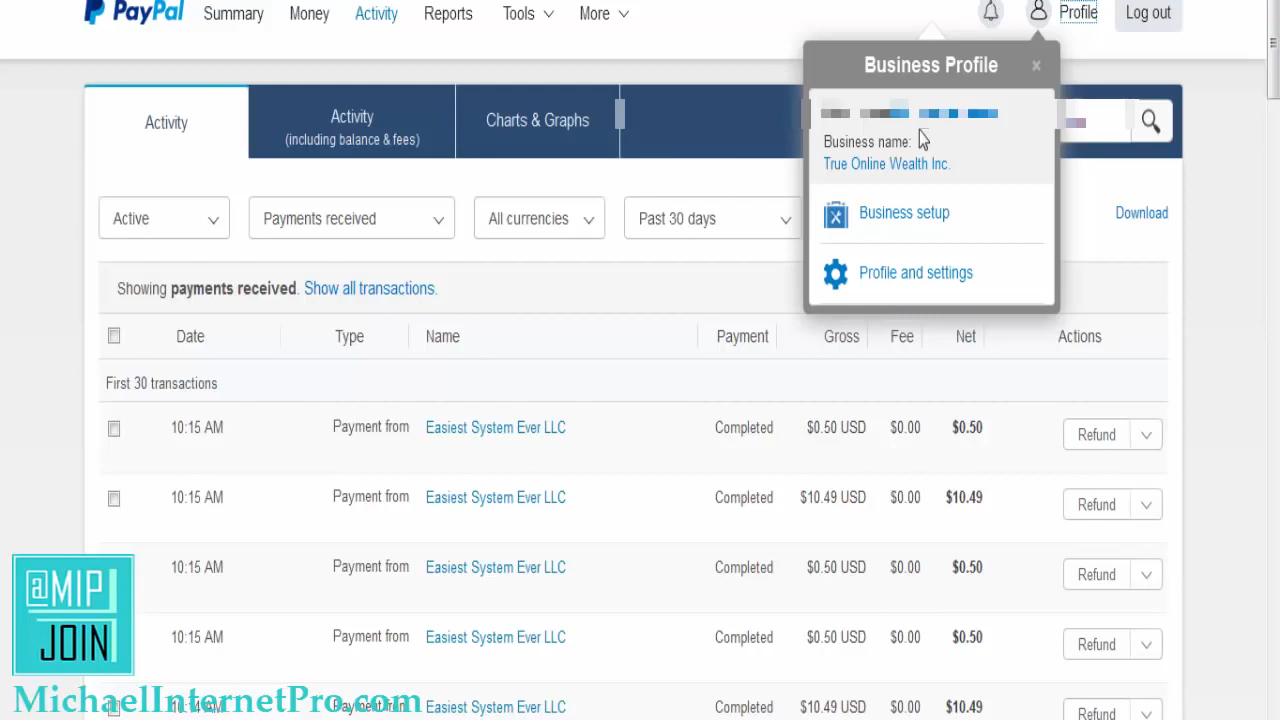 PayPal Summary Money Activity Reports Tools More Profile Log out
Business Profile ×
Activity
Activity
(including balance & fees)
Charts & Graphs
Business name:
True Online Wealth Inc.
Business setup
Profile and settings
Active Payments received All currencies Past 30 days Download
Showing payments received. Show all transactions.
Date Type Name Payment Gross Fee Net Actions
First 30 transactions
10:15 AM Payment from Easiest System Ever LLC Completed $0.50 USD $0.00 $0.50 Refund
10:15 AM Payment from Easiest System Ever LLC Completed $10.49 USD $0.00 $10.49 Refund
10:15 AM Payment from Easiest System Ever LLC Completed $0.50 USD $0.00 $0.50 Refund
10:15 AM Payment from Easiest System Ever LLC Completed $0.50 USD $0.00 $0.50 Refund
Payment from Easiest System Ever LLC Completed $10.49 USD $0.00 $10.49 Refund
@MIP
JOIN
MichaelInternetPro.com